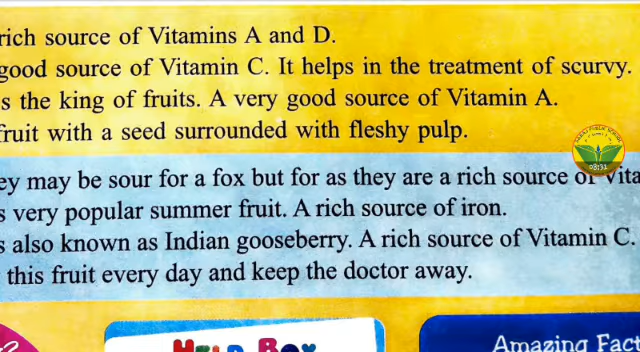 rich source of Vitamins A and D.
good source of Vitamin C. It helps in the treatment of scurvy.
s the king of fruits. A very good source of Vitamin A.
fruit with a seed surrounded with fleshy pulp.
ey may be sour for a fox but for as they are a rich source of Vita
s very popular summer fruit. A rich source of iron.
s also known as Indian gooseberry. A rich source of Vitamin C.
this fruit every day and keep the doctor away.
HELP BOX
Amazing Fact